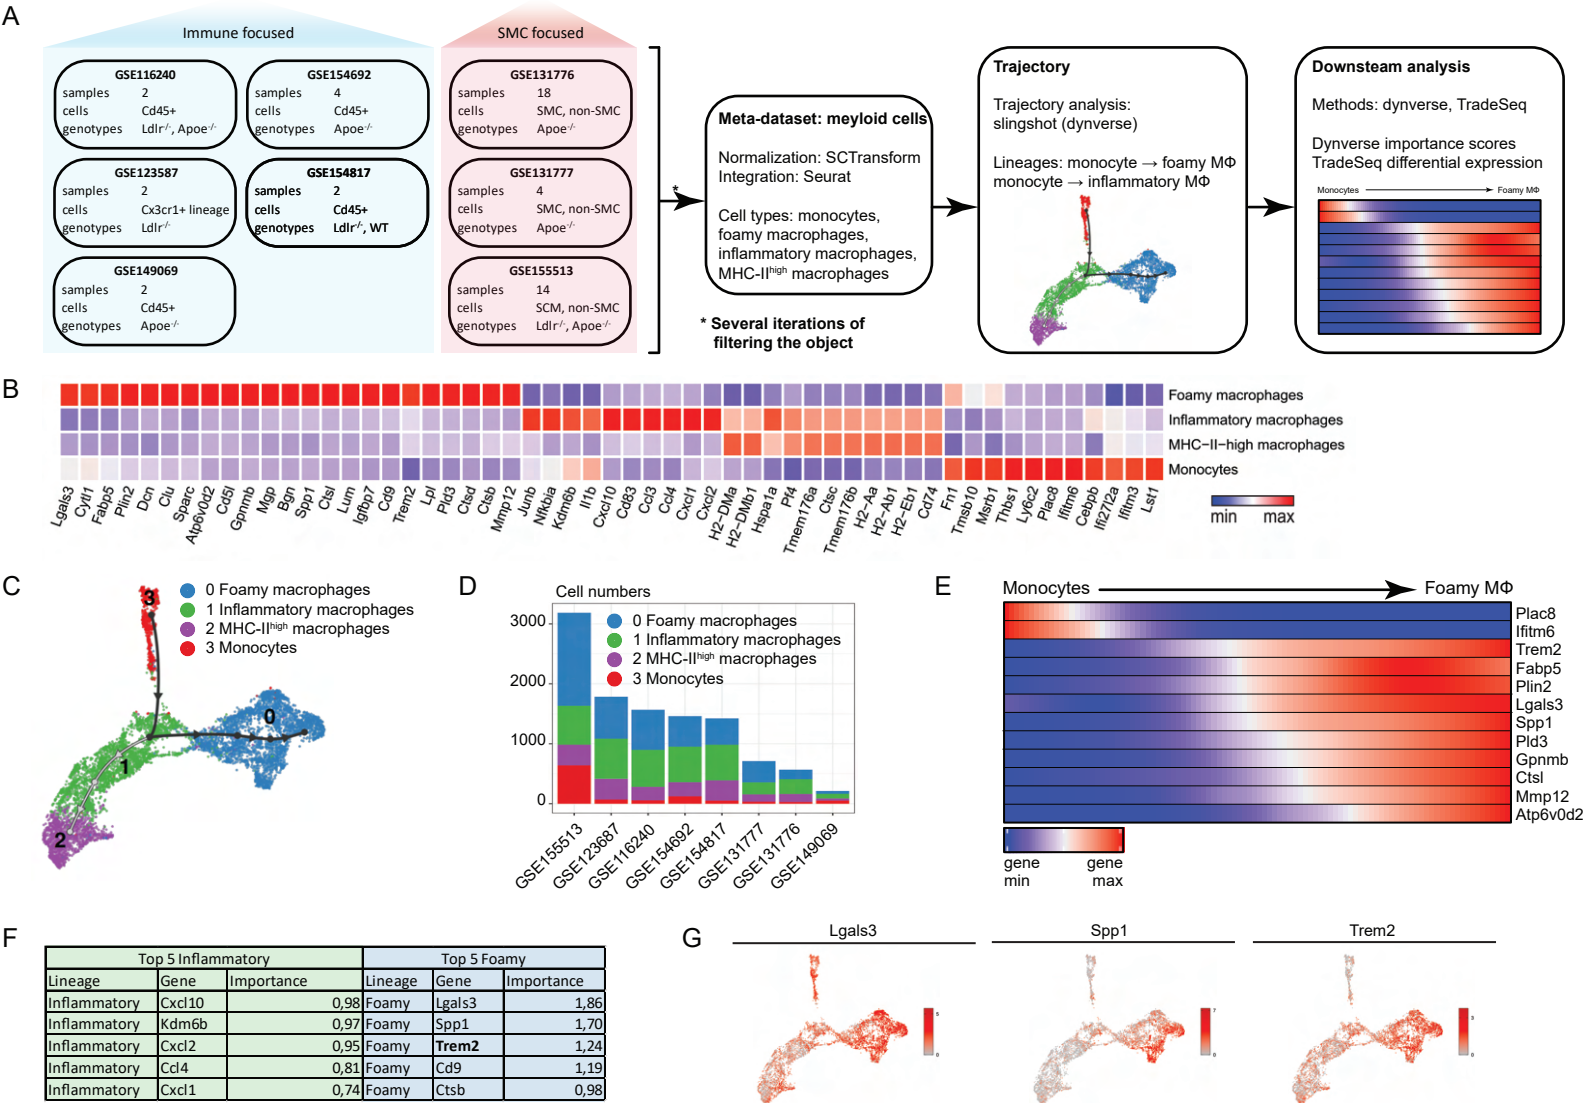 A
Immune focused
SMC focused
GSE116240
samples 2
cells Cd45+
genotypes Ldlr-/-, Apoe-/-
GSE154692
samples 4
cells Cd45+
genotypes Apoe-/-
GSE123587
samples 2
cells Cx3cr1+ lineage
genotypes Ldlr-/-
GSE154817
samples 2
cells Cd45+
genotypes Ldlr-/-, WT
GSE149069
samples 2
cells Cd45+
genotypes Apoe-/-
GSE131776
samples 18
cells SMC, non-SMC
genotypes Apoe-/-
GSE131777
samples 4
cells SMC, non-SMC
genotypes Apoe-/-
GSE155513
samples 14
cells SCM, non-SMC
genotypes Ldlr-/-, Apoe-/-
*
Meta-dataset: meyloid cells
Normalization: SCTransform
Integration: Seurat
Cell types: monocytes,
foamy macrophages,
inflammatory macrophages,
MHC-IIhigh macrophages
* Several iterations of
filtering the object
Trajectory
Trajectory analysis:
slingshot (dynverse)
Lineages: monocyte → foamy MΦ
monocyte → inflammatory MΦ
Downsteam analysis
Methods: dynverse, TradeSeq
Dynverse importance scores
TradeSeq differential expression
Monocytes Foamy MΦ
B
Foamy macrophages
Inflammatory macrophages
MHC−II−high macrophages
Monocytes
Lgals3
Cytl1
Fabp5
Plin2
Dcn
Clu
Sparc
Atp6v0d2
Cd5l
Gpnmb
Mgp
Bgn
Spp1
Ctsl
Lum
Igfbp7
Cd9
Trem2
Lpl
Pld3
Ctsd
Ctsb
Mmp12
Junb
Nfkbia
Kdm6b
Il1b
Cxcl10
Cd83
Ccl3
Ccl4
Cxcl1
Cxcl2
H2−DMa
H2−DMb1
Hspa1a
Pf4
Tmem176a
Ctsc
Tmem176b
H2−Aa
H2−Ab1
H2−Eb1
Cd74
Fn1
Tmsb10
Msrb1
Thbs1
Ly6c2
Plac8
Ifitm6
Cebpb
Ifi27l2a
Ifitm3
Lst1
min max
C
0 Foamy macrophages
1 Inflammatory macrophages
2 MHC-IIhigh macrophages
3 Monocytes
3
0
1
2
D
Cell numbers
3000
2000
1000
0
0 Foamy macrophages
1 Inflammatory macrophages
2 MHC-IIhigh macrophages
3 Monocytes
GSE155513
GSE123687
GSE116240
GSE154692
GSE154817
GSE131777
GSE131776
GSE149069
E
Monocytes Foamy MΦ
Plac8
Ifitm6
Trem2
Fabp5
Plin2
Lgals3
Spp1
Pld3
Gpnmb
Ctsl
Mmp12
Atp6v0d2
gene gene
min max
F
Top 5 Inflammatory Top 5 Foamy
Lineage Gene Importance Lineage Gene Importance
Inflammatory Cxcl10 0,98 Foamy Lgals3 1,86
Inflammatory Kdm6b 0,97 Foamy Spp1 1,70
Inflammatory Cxcl2 0,95 Foamy Trem2 1,24
Inflammatory Ccl4 0,81 Foamy Cd9 1,19
Inflammatory Cxcl1 0,74 Foamy Ctsb 0,98
G
Lgals3
Spp1
Trem2
5
0
7
0
3
0